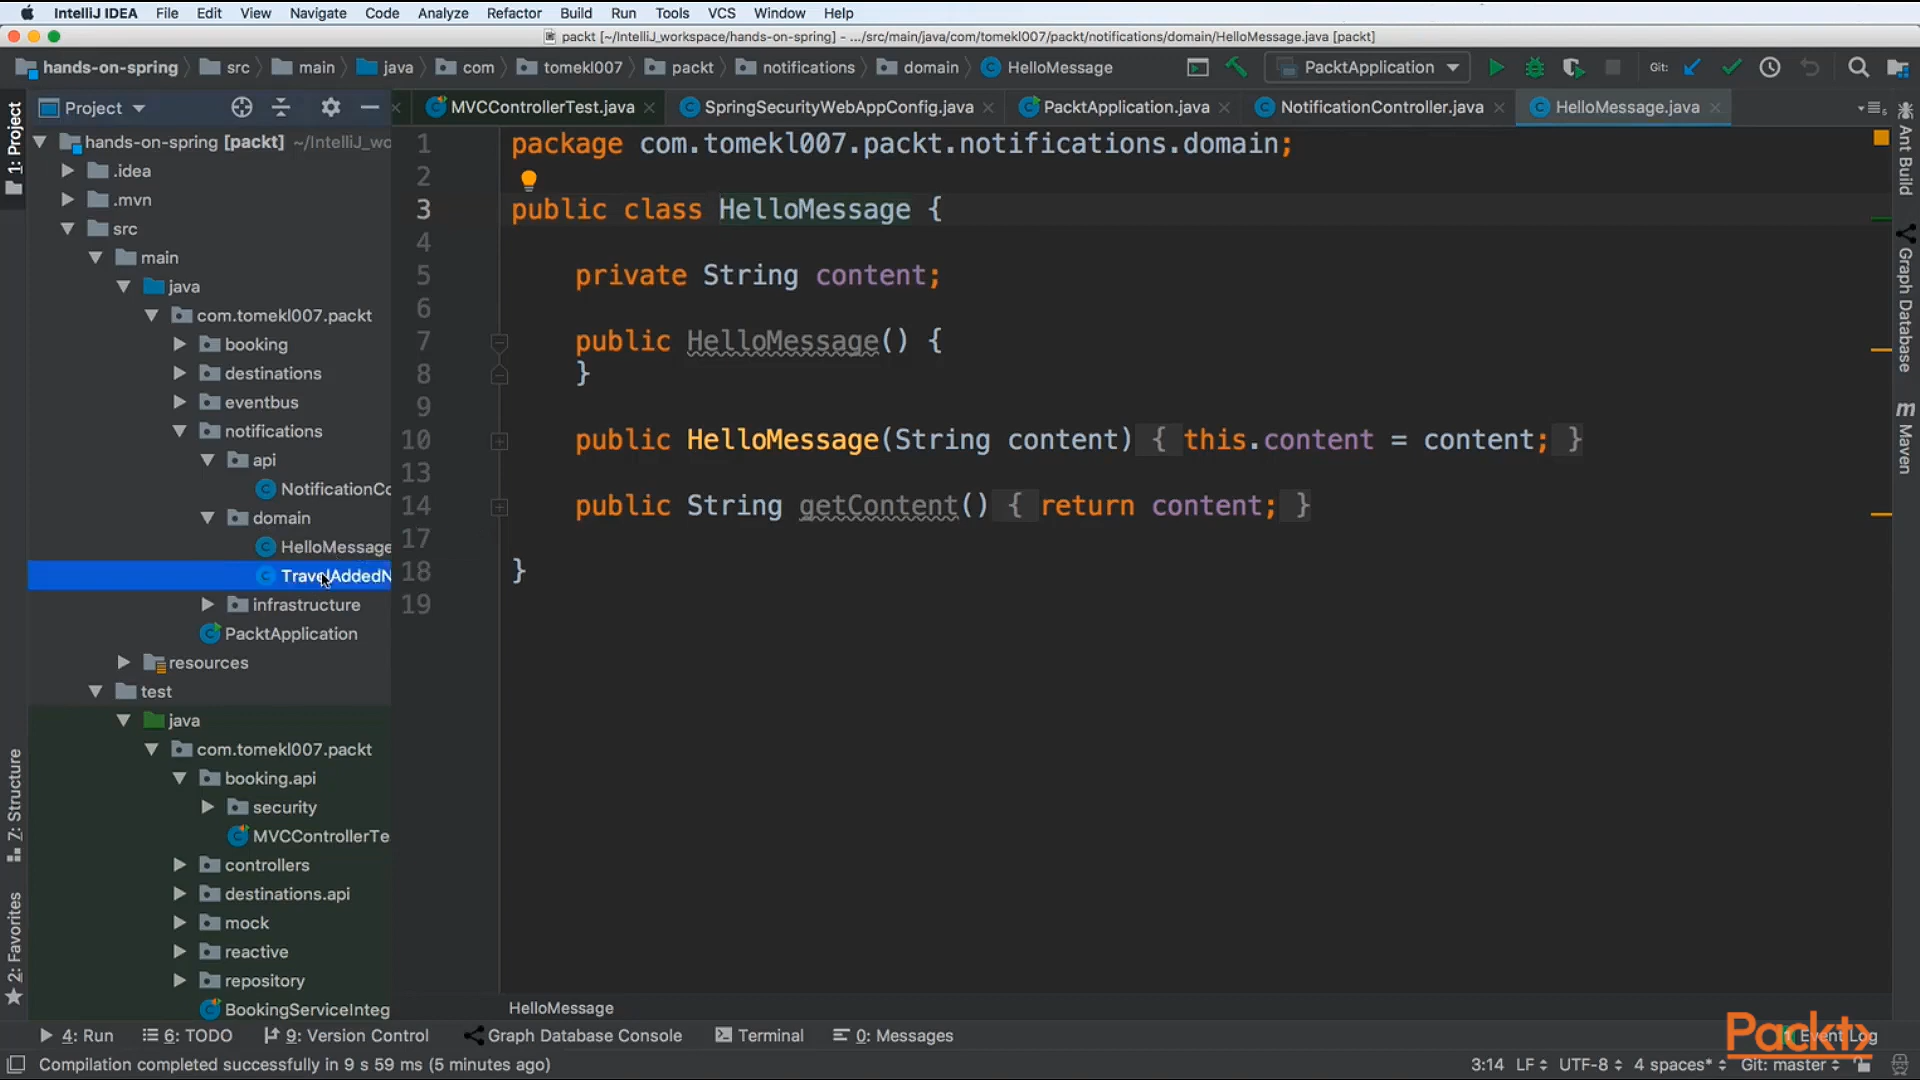 IntelliJ IDEA File Edit View Navigate Code Analyze Refactor Build Run Tools VCS Window Help
packt [~/IntelliJ_workspace/hands-on-spring] - .../src/main/java/com/tomekl007/packt/notifications/domain/HelloMessage.java [packt]
hands-on-spring src main java com tomekl007 packt notifications domain HelloMessage PacktApplication Git:
Project MVCControllerTest.java SpringSecurityWebAppConfig.java PacktApplication.java NotificationController.java HelloMessage.java
1: Project
7: Structure
2: Favorites
Ant Build
Graph Database
Maven
hands-on-spring [packt] ~/IntelliJ_wo
.idea
.mvn
src
main
java
com.tomekl007.packt
booking
destinations
eventbus
notifications
api
NotificationCo
domain
HelloMessage
TravelAddedN
infrastructure
PacktApplication
resources
test
java
com.tomekl007.packt
booking.api
security
MVCControllerTe
controllers
destinations.api
mock
reactive
repository
BookingServiceInteg
1 package com.tomekl007.packt.notifications.domain;
2
3 public class HelloMessage {
4
5 private String content;
6
7 public HelloMessage() {
8 }
9
10 public HelloMessage(String content) { this.content = content; }
13
14 public String getContent() { return content; }
17
18 }
19
HelloMessage
4: Run 6: TODO 9: Version Control Graph Database Console Terminal 0: Messages 1 Event Log
Packt
Compilation completed successfully in 9 s 59 ms (5 minutes ago) 3:14 LF UTF-8 4 spaces* Git: master